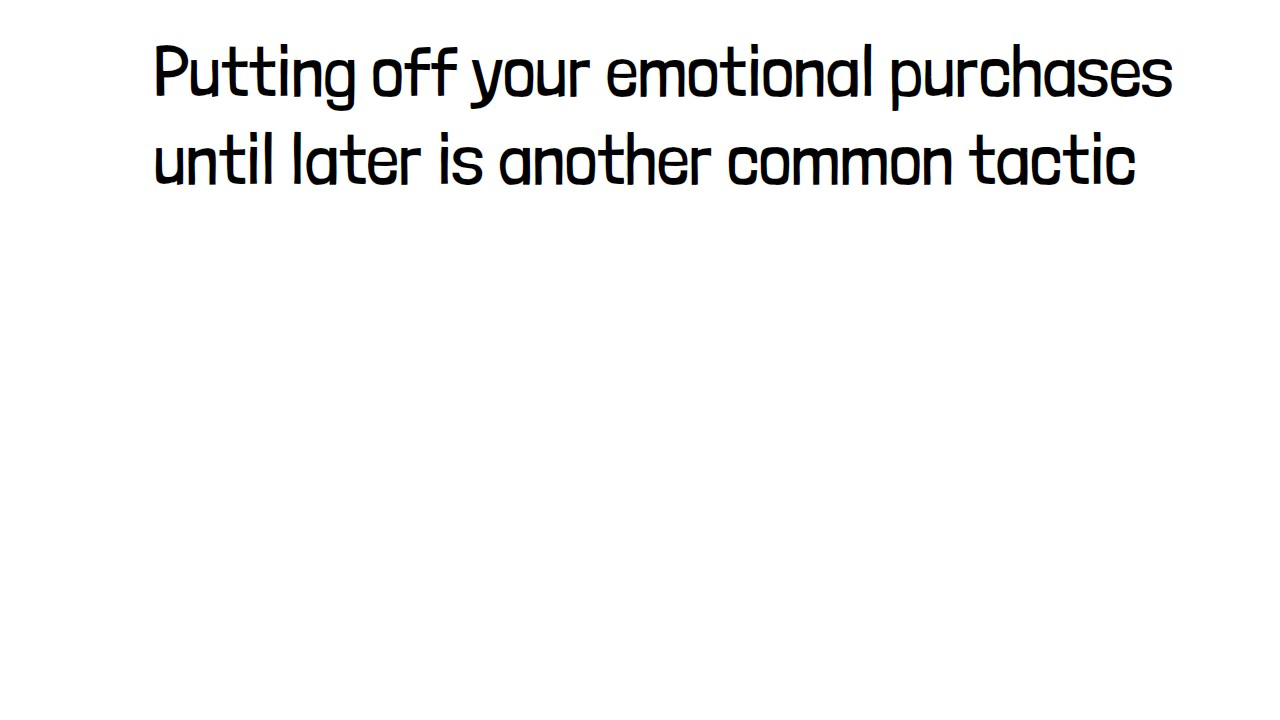 Putting off your emotional purchases
until later is another common tactic